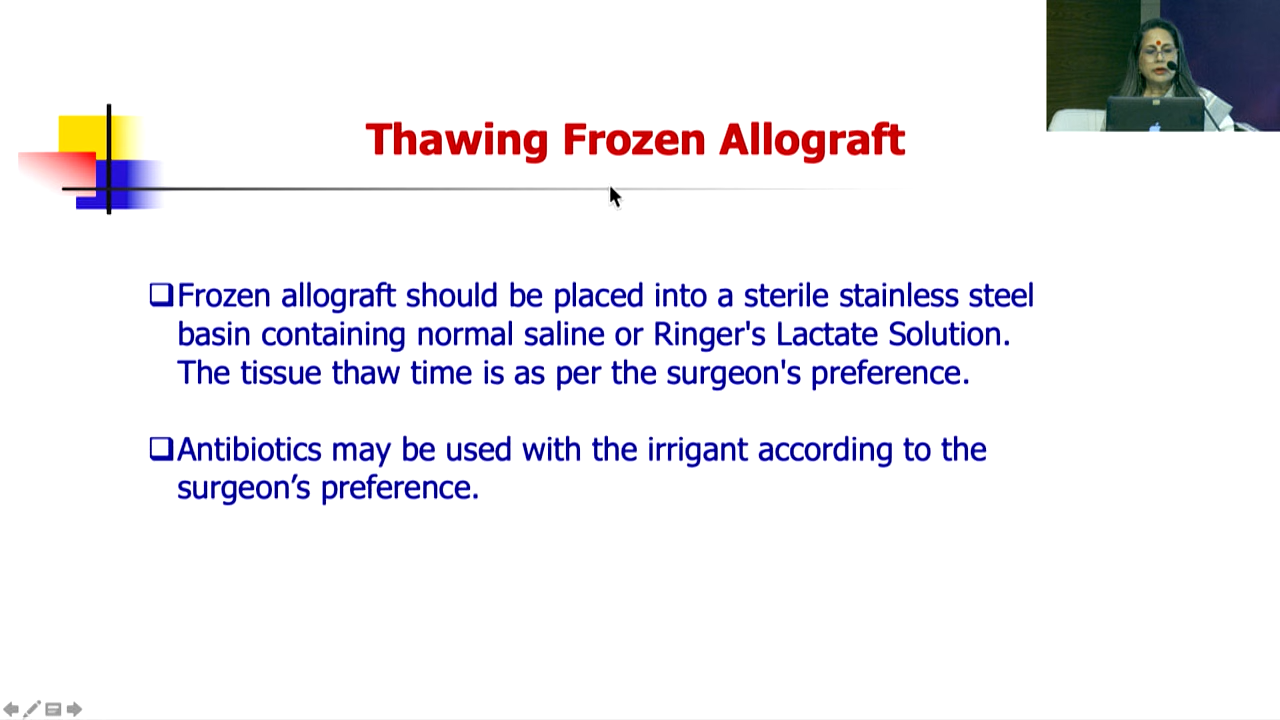 Thawing Frozen Allograft
❑Frozen allograft should be placed into a sterile stainless steel
basin containing normal saline or Ringer's Lactate Solution.
The tissue thaw time is as per the surgeon's preference.
❑Antibiotics may be used with the irrigant according to the
surgeon’s preference.